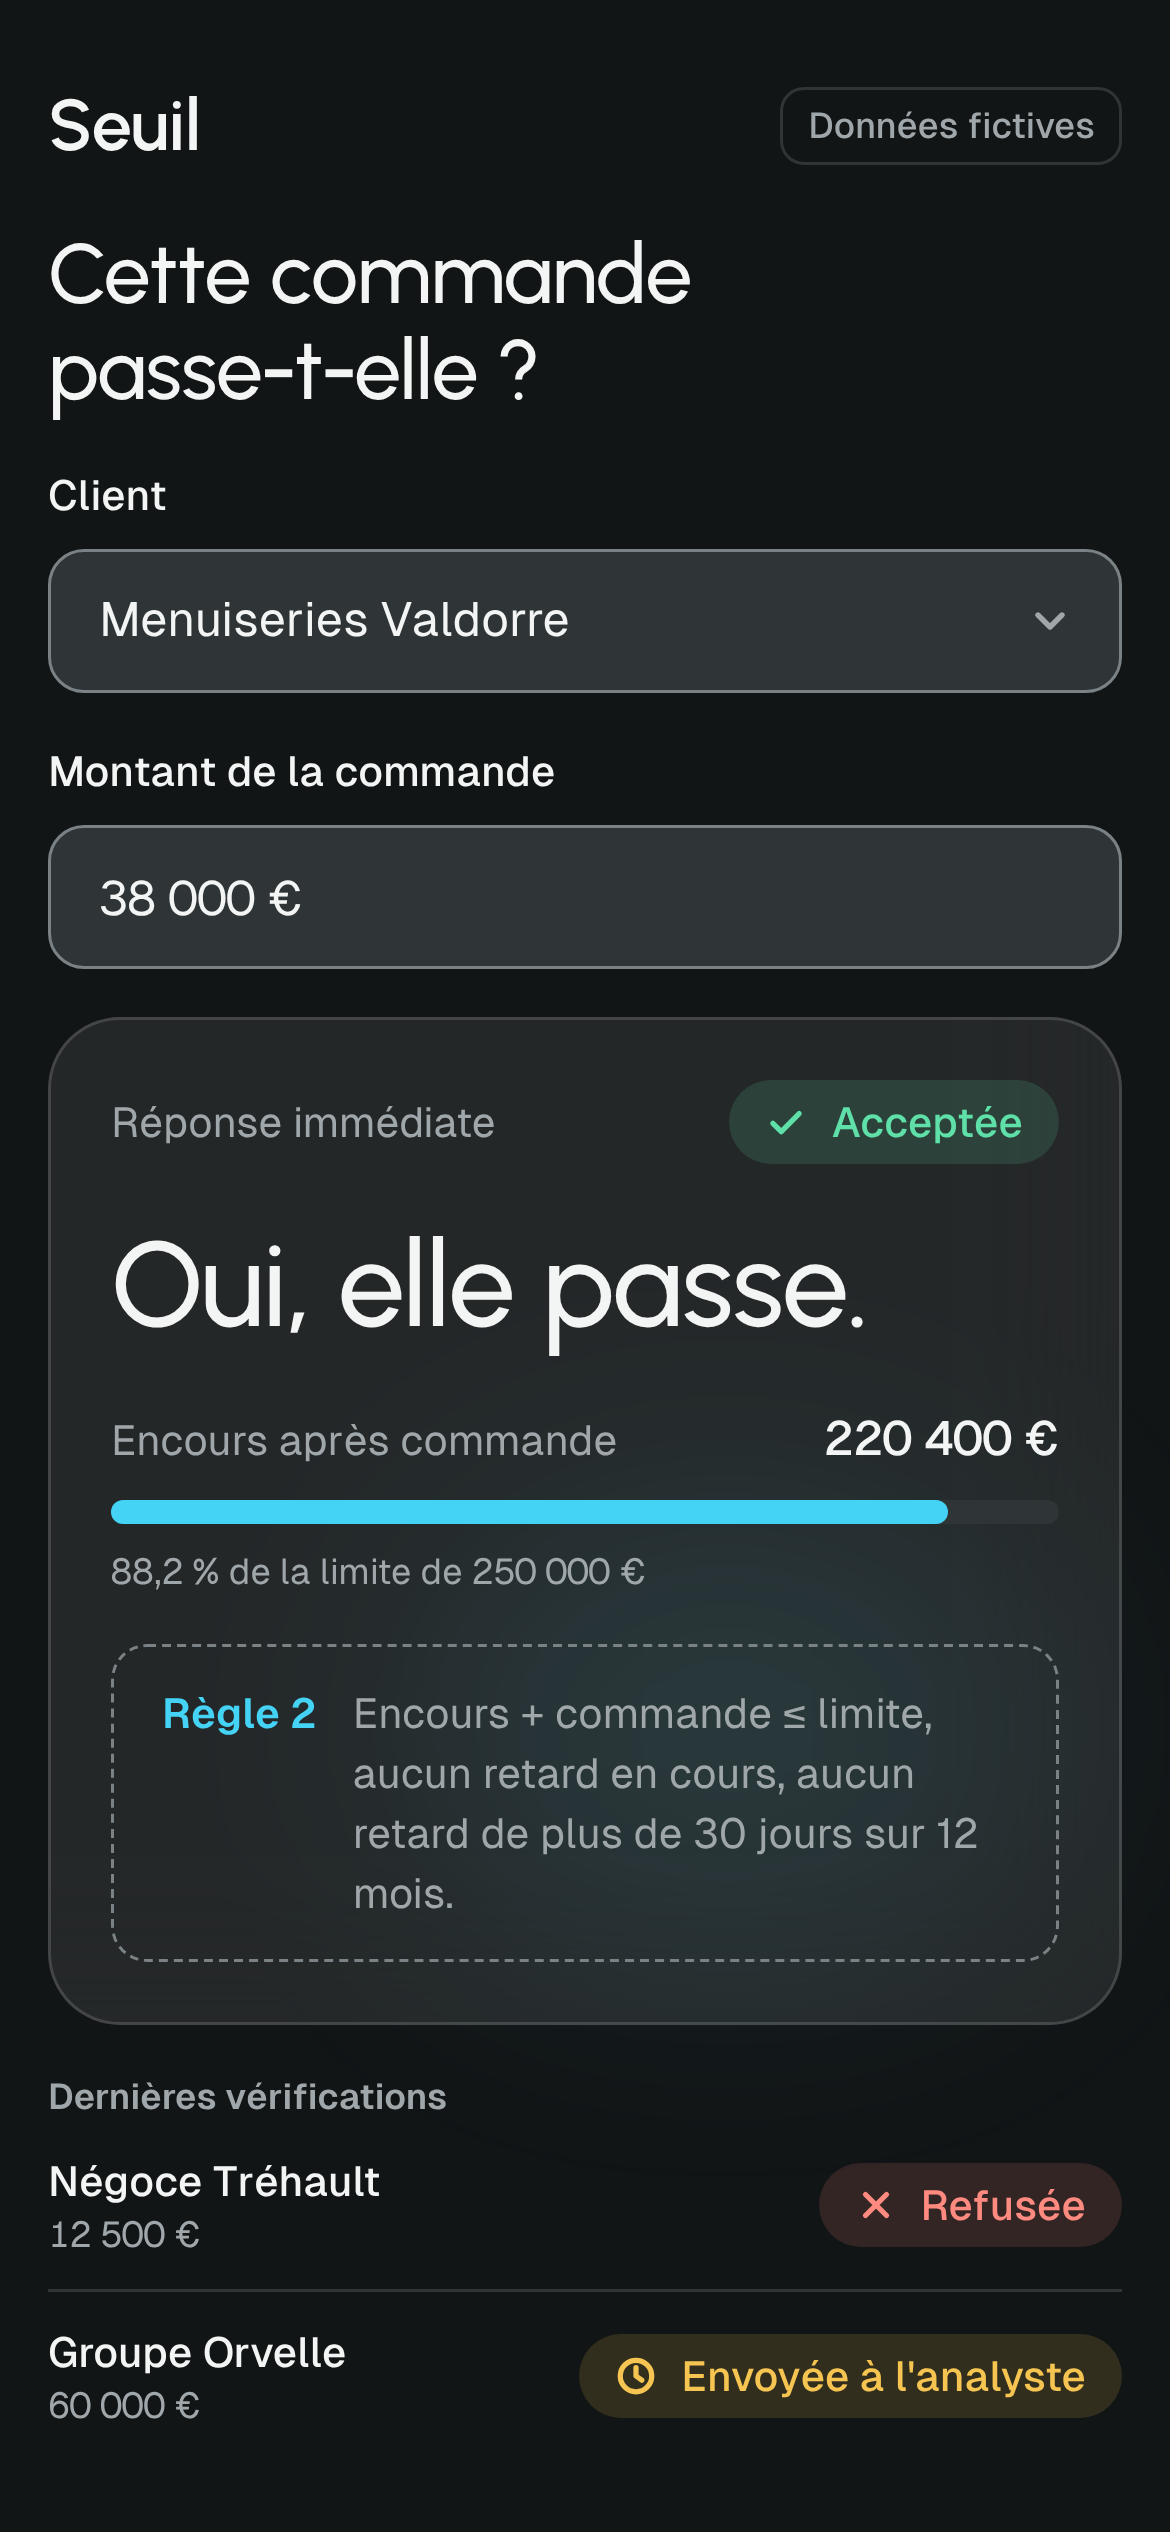 Seuil
Données fictives
Cette commande
passe-t-elle ?
Client
Menuiseries Valdorre
Montant de la commande
38 000 €
Réponse immédiate
Acceptée
Oui, elle passe.
Encours après commande
220 400 €
88,2 % de la limite de 250 000 €
Règle 2
Encours + commande ≤ limite,
aucun retard en cours, aucun
retard de plus de 30 jours sur 12
mois.
Dernières vérifications
Négoce Tréhault
12 500 €
Refusée
Groupe Orvelle
60 000 €
Envoyée à l'analyste